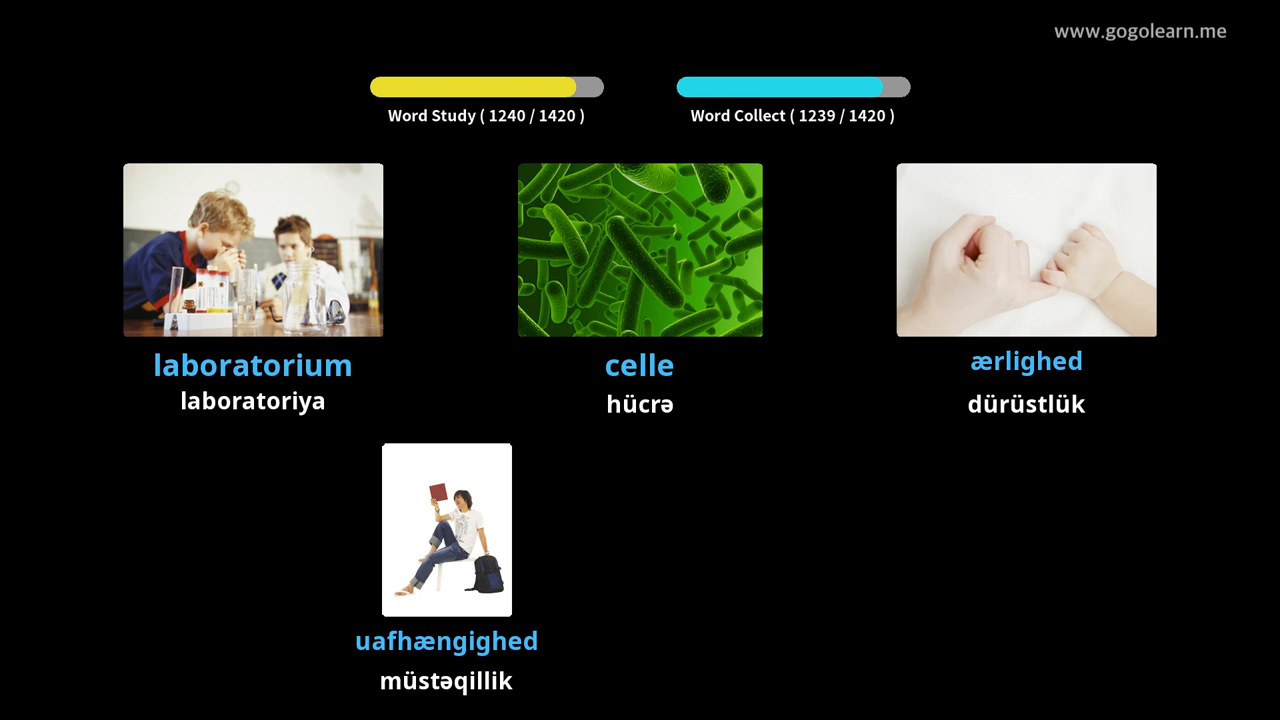 www.gogolearn.me
Word Study ( 1240 / 1420 )
Word Collect ( 1239 / 1420 )
laboratorium
laboratoriya
celle
hücrə
ærlighed
dürüstlük
uafhængighed
müstəqillik